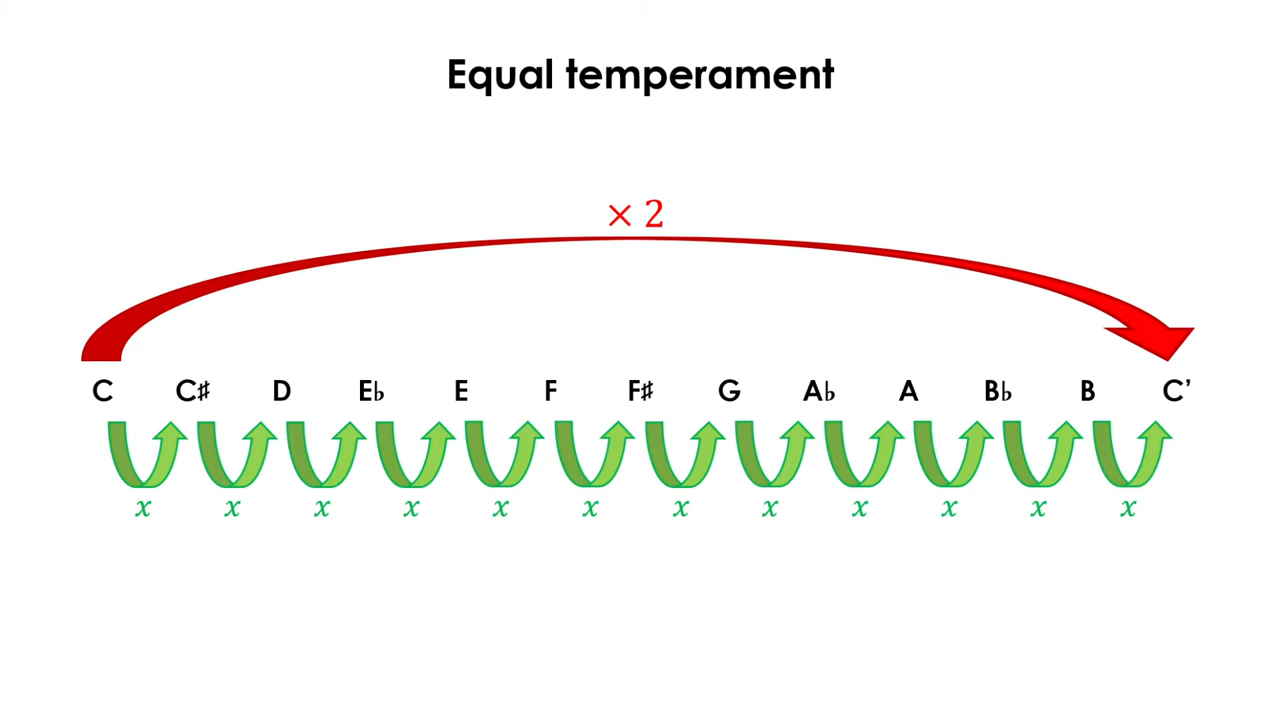 Equal temperament
× 2
C C♯ D E♭ E F F♯ G A♭ A B♭ B C’
x x x x x x x x x x x x